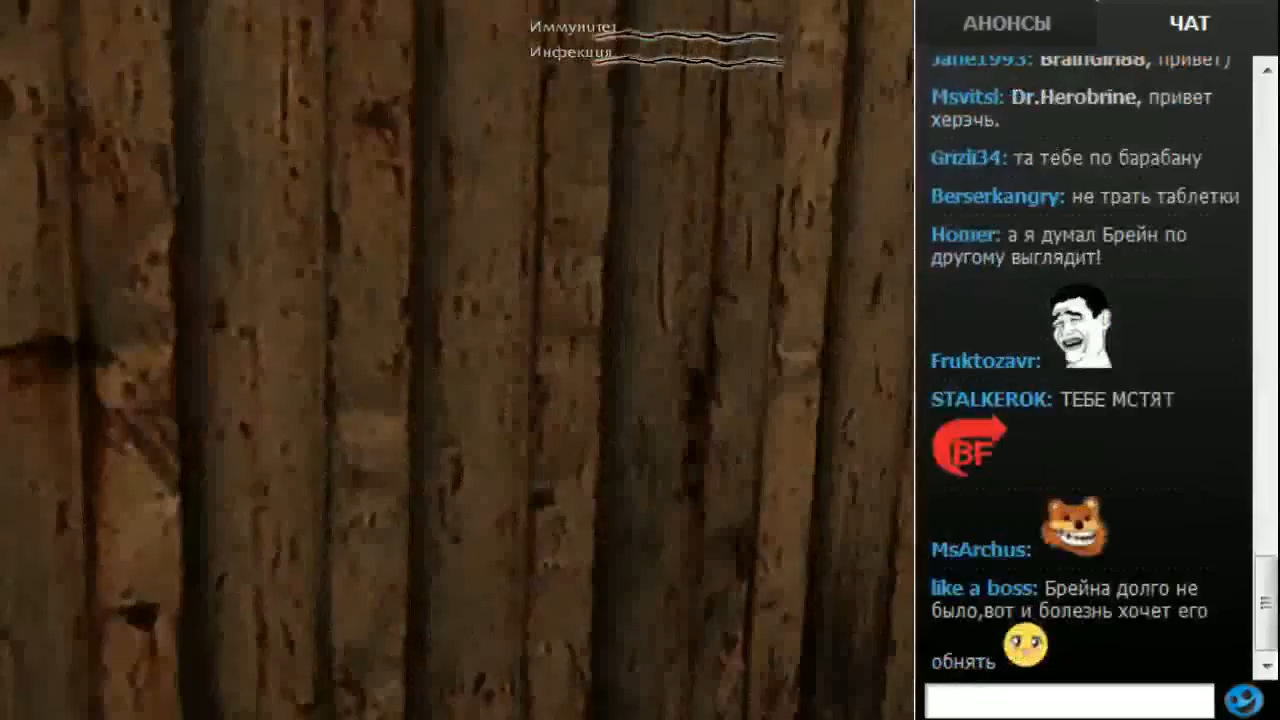 Иммунитет
Инфекция
АНОНСЫ
ЧАТ
Jane1993: BrainGirl88, привет)
Msvitsl: Dr.Herobrine, привет
херэчь.
Grizli34: та тебе по барабану
Berserkangry: не трать таблетки
Homer: а я думал Брейн по
другому выглядит!
Fruktozavr:
STALKEROK: ТЕБЕ МСТЯТ
BF
MsArchus:
like a boss: Брейна долго не
было,вот и болезнь хочет его
обнять